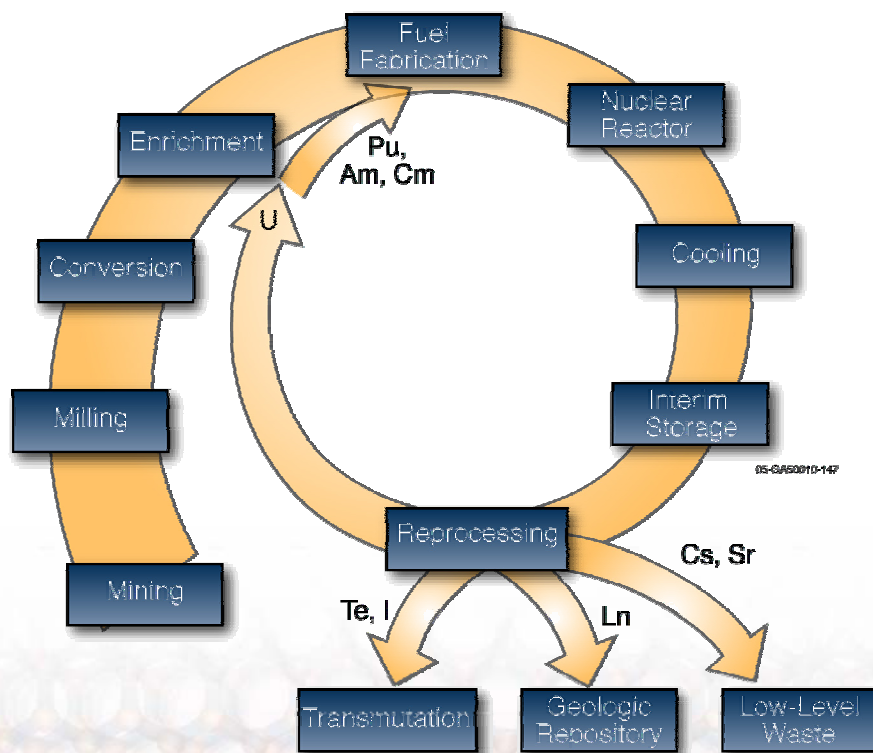 Fuel
Fabrication
Nuclear
Reactor
Enrichment
Pu,
Am, Cm
U
Conversion
Cooling
Milling
Interim
Storage
05-GA50010-147
Reprocessing
Cs, Sr
Mining
Te, I
Ln
Transmutation
Geologic
Repository
Low-Level
Waste